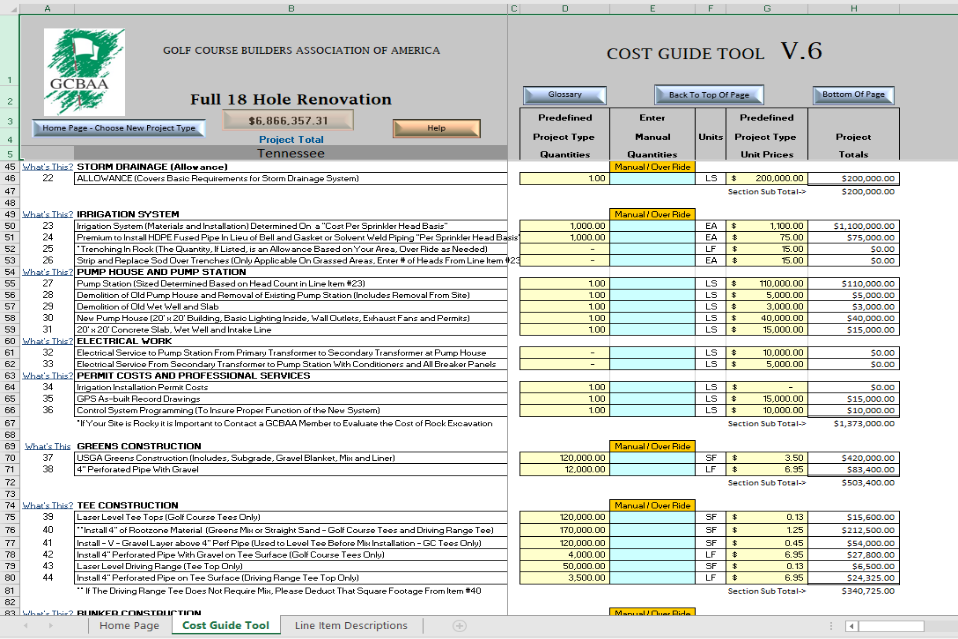 A B C D E F G H
GCBAA
GOLF COURSE BUILDERS ASSOCIATION OF AMERICA
COST GUIDE TOOL V.6
1
2 Full 18 Hole Renovation Glossary Back To Top Of Page Bottom Of Page
3 Home Page - Choose New Project Type $6,866,357.31 Help Predefined Enter Predefined
4 Project Total Project Type Manual Units Project Type Project
5 Tennessee Quantities Quantities Unit Prices Totals
45 What's This? STORM DRAINAGE (Allowance) Manual / Over Ride
46 22 ALLOWANCE (Covers Basic Requirements for Storm Drainage System) 1.00 LS $ 200,000.00 $200,000.00
47 Section Sub Total-> $200,000.00
48
49 What's This? IRRIGATION SYSTEM Manual / Over Ride
50 23 Irrigation System (Materials and Installation) Determined On a "Cost Per Sprinkler Head Basis" 1,000.00 EA $ 1,100.00 $1,100,000.00
51 24 Premium to Install HDPE Fused Pipe In Lieu of Bell and Gasket or Solvent Weld Piping "Per Sprinkler Head Basis" 1,000.00 EA $ 75.00 $75,000.00
52 25 *Trenching In Rock (The Quantity, If Listed, is an Allowance Based on Your Area, Over Ride as Needed) - LF $ 15.00 $0.00
53 26 Strip and Replace Sod Over Trenches (Only Applicable On Grassed Areas, Enter # of Heads From Line Item #23 - EA $ 15.00 $0.00
54 What's This? PUMP HOUSE AND PUMP STATION
55 27 Pump Station (Sized Determined Based on Head Count in Line Item #23) 1.00 LS $ 110,000.00 $110,000.00
56 28 Demolition of Old Pump House and Removal of Existing Pump Station (Includes Removal From Site) 1.00 LS $ 5,000.00 $5,000.00
57 29 Demolition of Old Wet Well and Slab 1.00 LS $ 3,000.00 $3,000.00
58 30 New Pump House (20' x 20' Building, Basic Lighting Inside, Wall Outlets, Exhaust Fans and Permits) 1.00 LS $ 40,000.00 $40,000.00
59 31 20' x 20' Concrete Slab, Wet Well and Intake Line 1.00 LS $ 15,000.00 $15,000.00
60 What's This? ELECTRICAL WORK
61 32 Electrical Service to Pump Station From Primary Transformer to Secondary Transformer at Pump House - LS $ 10,000.00 $0.00
62 33 Electrical Service From Secondary Transformer to Pump Station With Conditioners and All Breaker Panels - LS $ 5,000.00 $0.00
63 What's This? PERMIT COSTS AND PROFESSIONAL SERVICES
64 34 Irrigation Installation Permit Costs 1.00 LS $ - $0.00
65 35 GPS As-built Record Drawings 1.00 LS $ 15,000.00 $15,000.00
66 36 Control System Programming (To Insure Proper Function of the New System) 1.00 LS $ 10,000.00 $10,000.00
67 *If Your Site is Rocky it is Important to Contact a GCBAA Member to Evaluate the Cost of Rock Excavation Section Sub Total-> $1,373,000.00
68
69 What's This GREENS CONSTRUCTION Manual / Over Ride
70 37 USGA Greens Construction (Includes, Subgrade, Gravel Blanket, Mix and Liner) 120,000.00 SF $ 3.50 $420,000.00
71 38 4" Perforated Pipe With Gravel 12,000.00 LF $ 6.95 $83,400.00
72 Section Sub Total-> $503,400.00
73
74 What's This? TEE CONSTRUCTION Manual / Over Ride
75 39 Laser Level Tee Tops (Golf Course Tees Only) 120,000.00 SF $ 0.13 $15,600.00
76 40 **Install 4" of Rootzone Material (Greens Mix or Straight Sand - Golf Course Tees and Driving Range Tee) 170,000.00 SF $ 1.25 $212,500.00
77 41 Install - V - Gravel Layer above 4" Perf Pipe (Used to Level Tee Before Mix Installation - GC Tees Only) 120,000.00 SF $ 0.45 $54,000.00
78 42 Install 4" Perforated Pipe With Gravel on Tee Surface (Golf Course Tees Only) 4,000.00 LF $ 6.95 $27,800.00
79 43 Laser Level Driving Range (Tee Top Only) 50,000.00 SF $ 0.13 $6,500.00
80 44 Install 4" Perforated Pipe on Tee Surface (Driving Range Tee Top Only) 3,500.00 LF $ 6.95 $24,325.00
81 ** If The Driving Range Tee Does Not Require Mix, Please Deduct That Square Footage From Item #40 Section Sub Total-> $340,725.00
82
83 What's This? BUNKER CONSTRUCTION Manual / Over Ride
Home Page Cost Guide Tool Line Item Descriptions